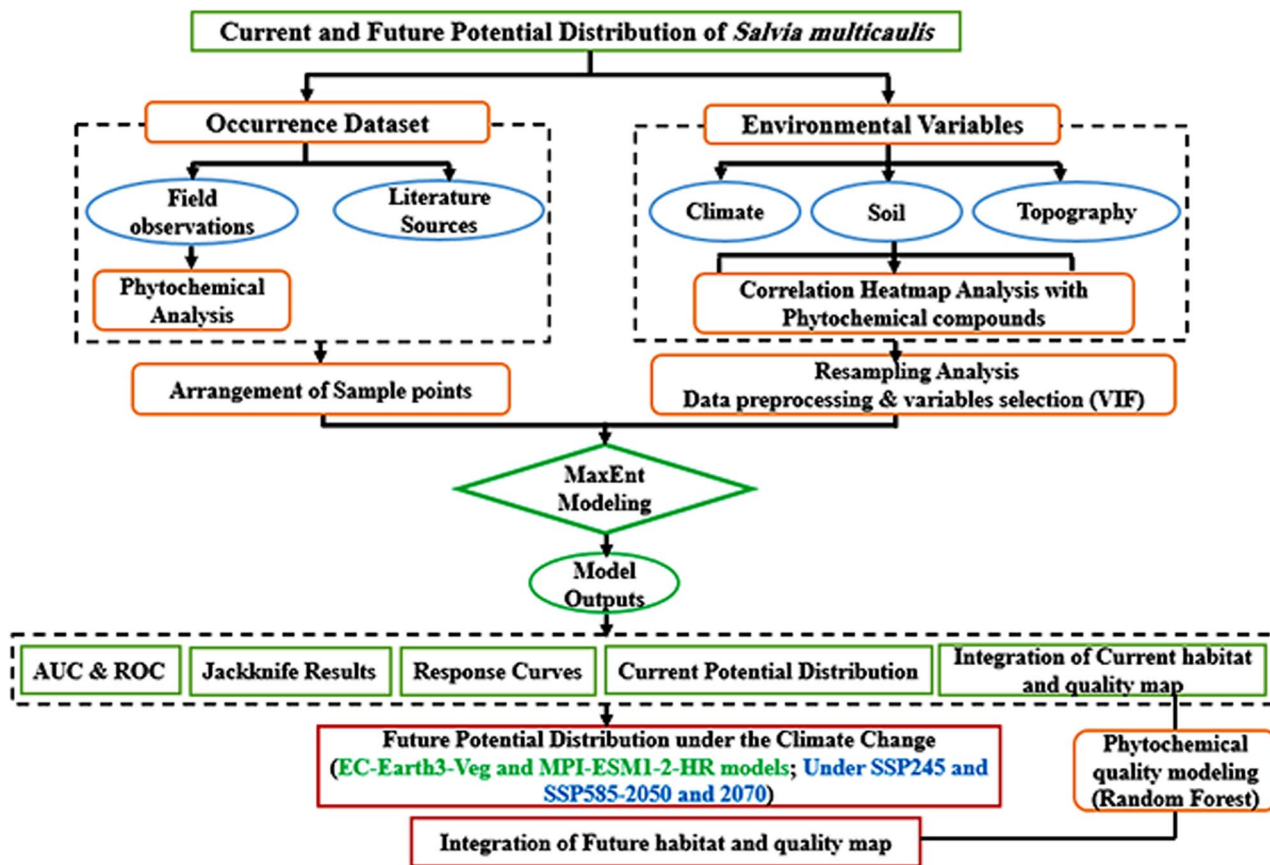 Current and Future Potential Distribution of Salvia multicaulis
Occurrence Dataset
Environmental Variables
Field
observations
Literature
Sources
Climate
Soil
Topography
Phytochemical
Analysis
Correlation Heatmap Analysis with
Phytochemical compounds
Arrangement of Sample points
Resampling Analysis
Data preprocessing & variables selection (VIF)
MaxEnt
Modeling
Model
Outputs
AUC & ROC
Jackknife Results
Response Curves
Current Potential Distribution
Integration of Current habitat
and quality map
Future Potential Distribution under the Climate Change
(EC-Earth3-Veg and MPI-ESM1-2-HR models; Under SSP245 and
SSP585-2050 and 2070)
Phytochemical
quality modeling
(Random Forest)
Integration of Future habitat and quality map